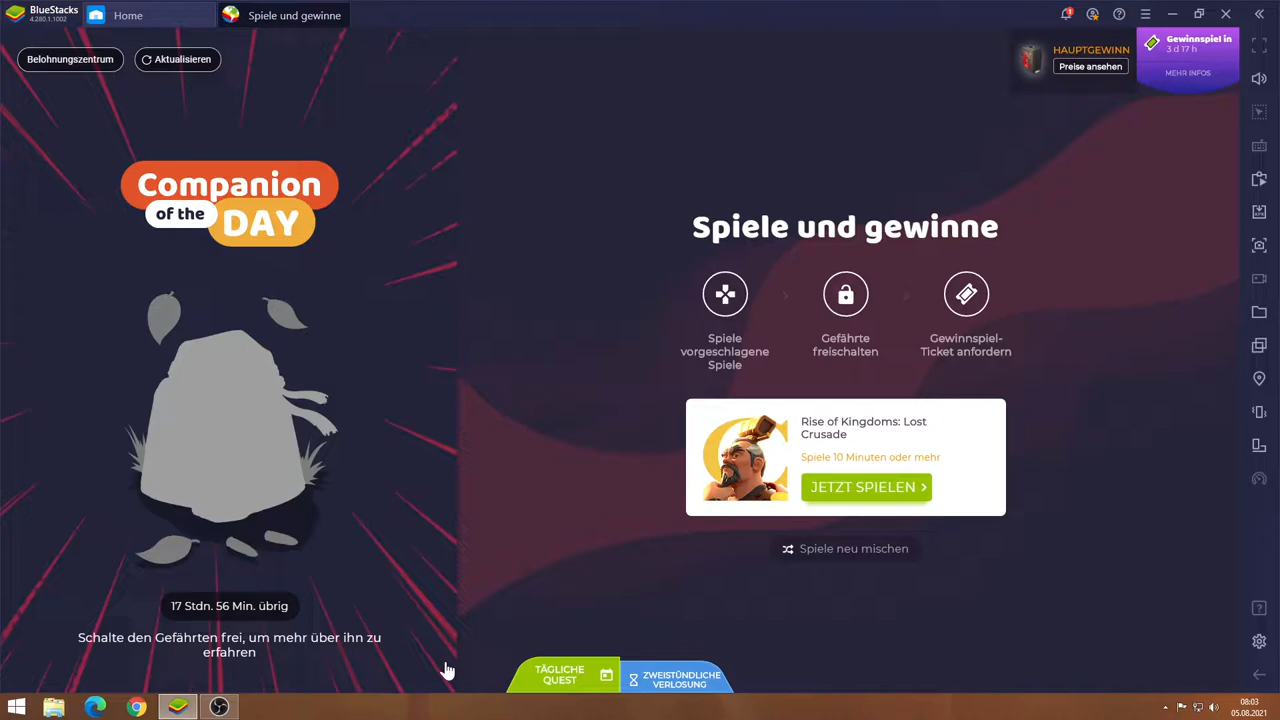 BlueStacks
4.280.1.1002
Home
Spiele und gewinne
Belohnungszentrum
Aktualisieren
HAUPTGEWINN
Preise ansehen
Gewinnspiel in
3 d 17 h
MEHR INFOS
Companion
of the
DAY
17 Stdn. 56 Min. übrig
Schalte den Gefährten frei, um mehr über ihn zu
erfahren
Spiele und gewinne
Spiele
vorgeschlagene
Spiele
Gefährte
freischalten
Gewinnspiel-
Ticket anfordern
Rise of Kingdoms: Lost
Crusade
Spiele 10 Minuten oder mehr
JETZT SPIELEN
Spiele neu mischen
TÄGLICHE
QUEST
ZWEISTÜNDLICHE
VERLOSUNG
08:03
05.08.2021